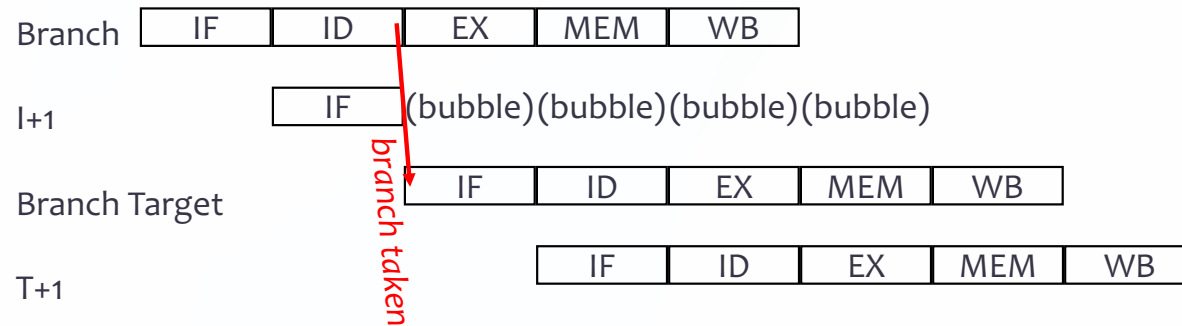 Branch IF ID EX MEM WB
I+1 IF (bubble)(bubble)(bubble)(bubble)
branch taken
Branch Target IF ID EX MEM WB
T+1 IF ID EX MEM WB